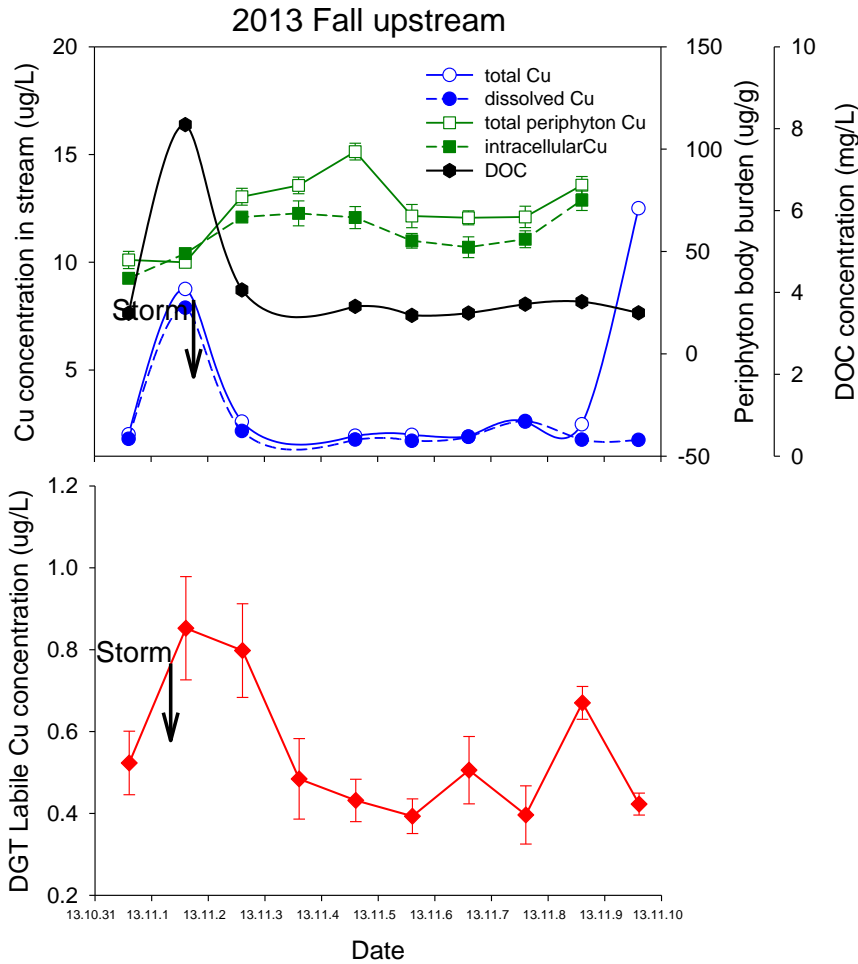 2013 Fall upstream
Cu concentration in stream (ug/L)
20
15
10
5
total Cu
dissolved Cu
total periphyton Cu
intracellularCu
DOC
Storm
150
100
50
0
-50
Periphyton body burden (ug/g)
10
8
6
4
2
0
DOC concentration (mg/L)
DGT Labile Cu concentration (ug/L)
1.2
1.0
0.8
0.6
0.4
0.2
Storm
13.10.31 13.11.1 13.11.2 13.11.3 13.11.4 13.11.5 13.11.6 13.11.7 13.11.8 13.11.9 13.11.10
Date